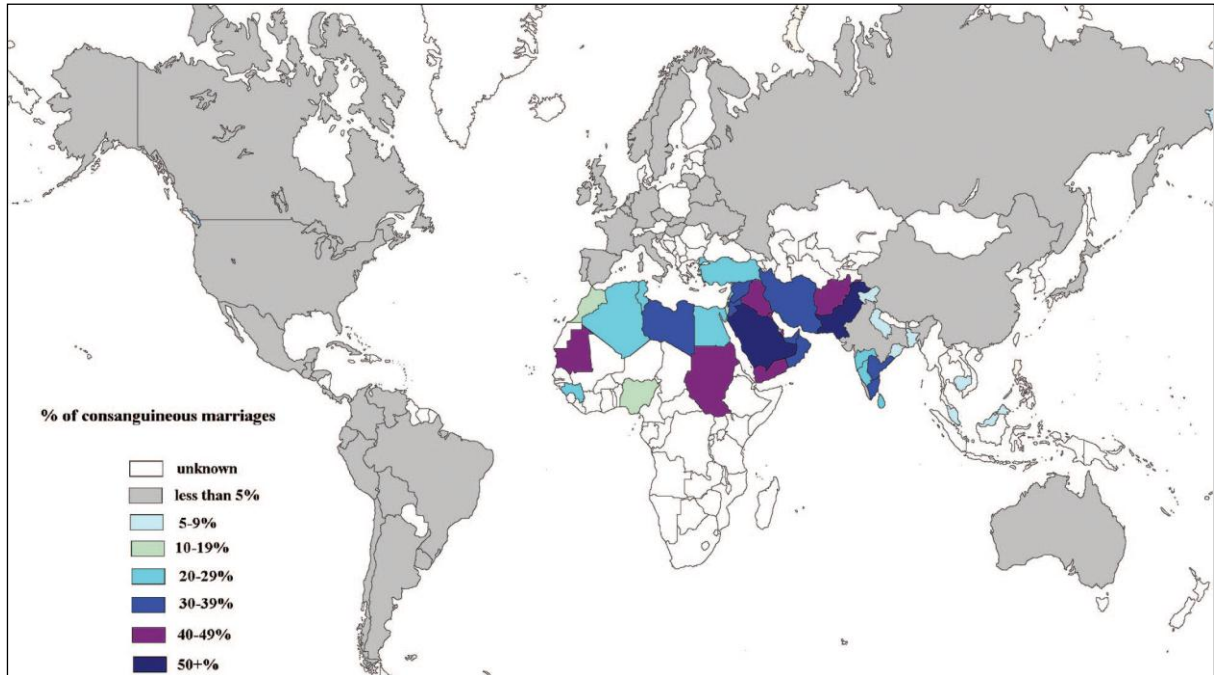 % of consanguineous marriages
unknown
less than 5%
5-9%
10-19%
20-29%
30-39%
40-49%
50+%